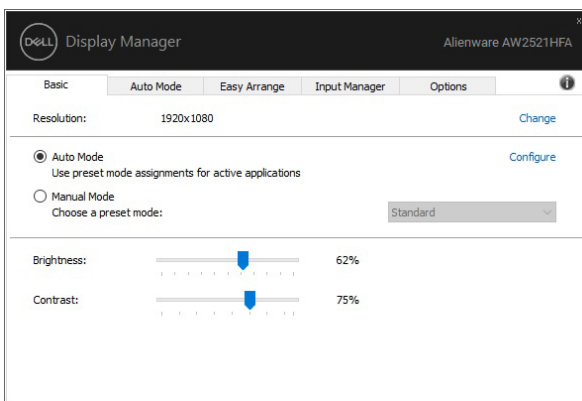 DELL Display Manager Alienware AW2521HFA
x
Basic Auto Mode Easy Arrange Input Manager Options
Resolution: 1920x1080 Change
Auto Mode Configure
Use preset mode assignments for active applications
Manual Mode
Choose a preset mode: Standard
Brightness: 62%
Contrast: 75%